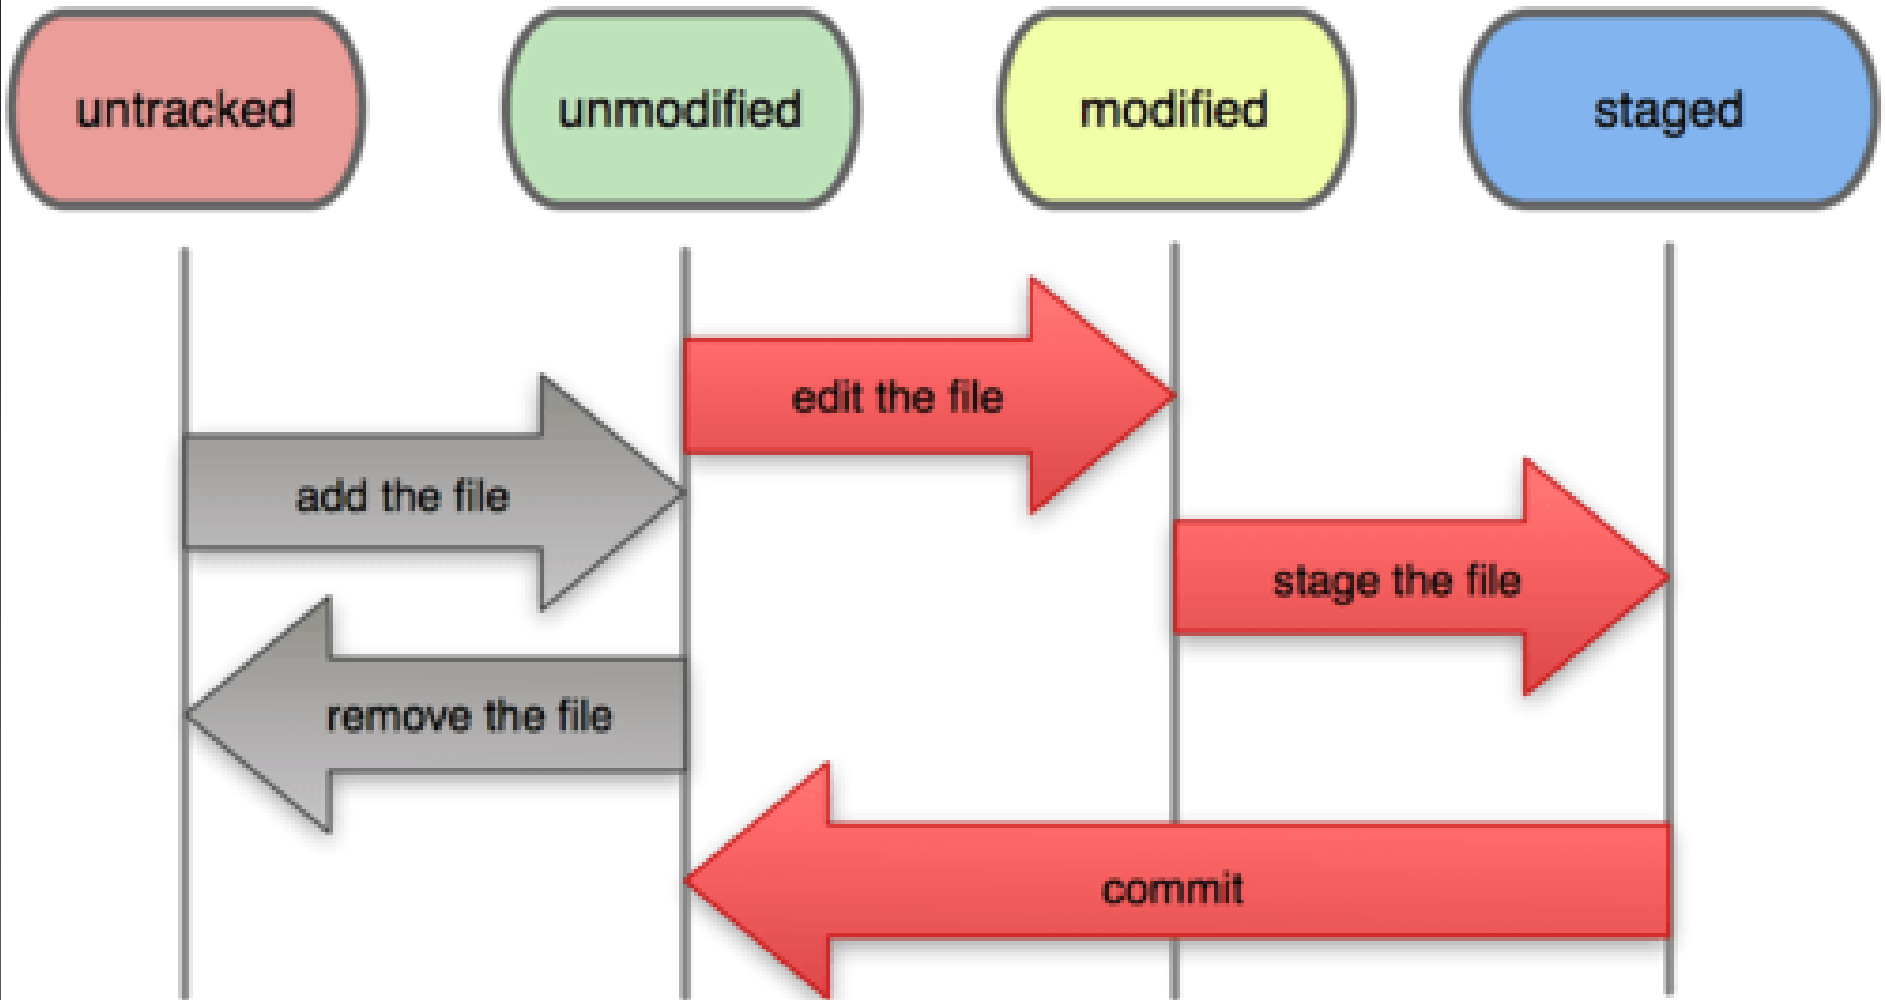 untracked
unmodified
modified
staged
edit the file
add the file
stage the file
remove the file
commit